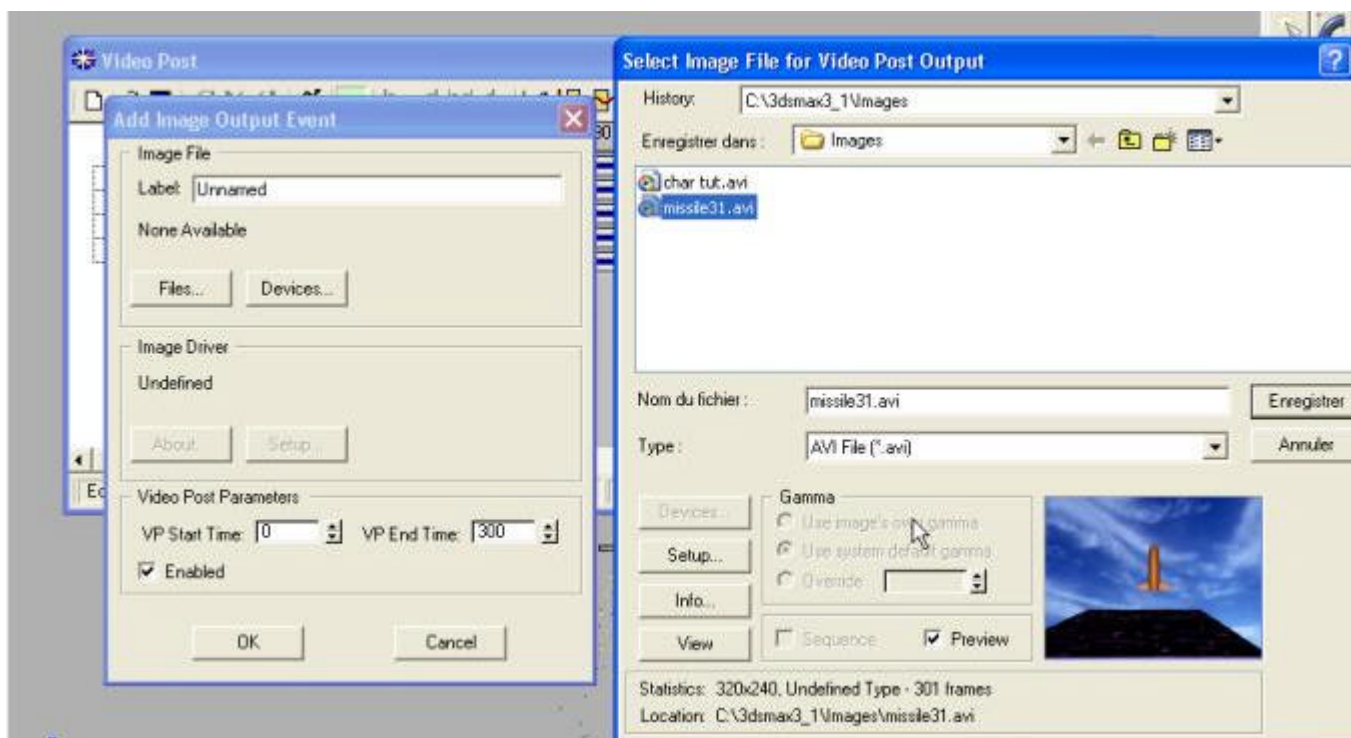 Video Post
Add Image Output Event
Image File
Label: Unnamed
None Available
Files...
Devices...
Image Driver
Undefined
About...
Setup...
Video Post Parameters
VP Start Time: 0
VP End Time: 300
Enabled
OK
Cancel
Select Image File for Video Post Output
History: C:\3dsmax3_1\Images
Enregistrer dans : Images
char tut.avi
missile31.avi
Nom du fichier : missile31.avi
Enregistrer
Type : AVI File (*.avi)
Annuler
Devices...
Setup...
Info...
View
Gamma
Use image's own gamma
Use system default gamma
Override
Sequence
Preview
Statistics: 320x240, Undefined Type - 301 frames
Location: C:\3dsmax3_1\Images\missile31.avi